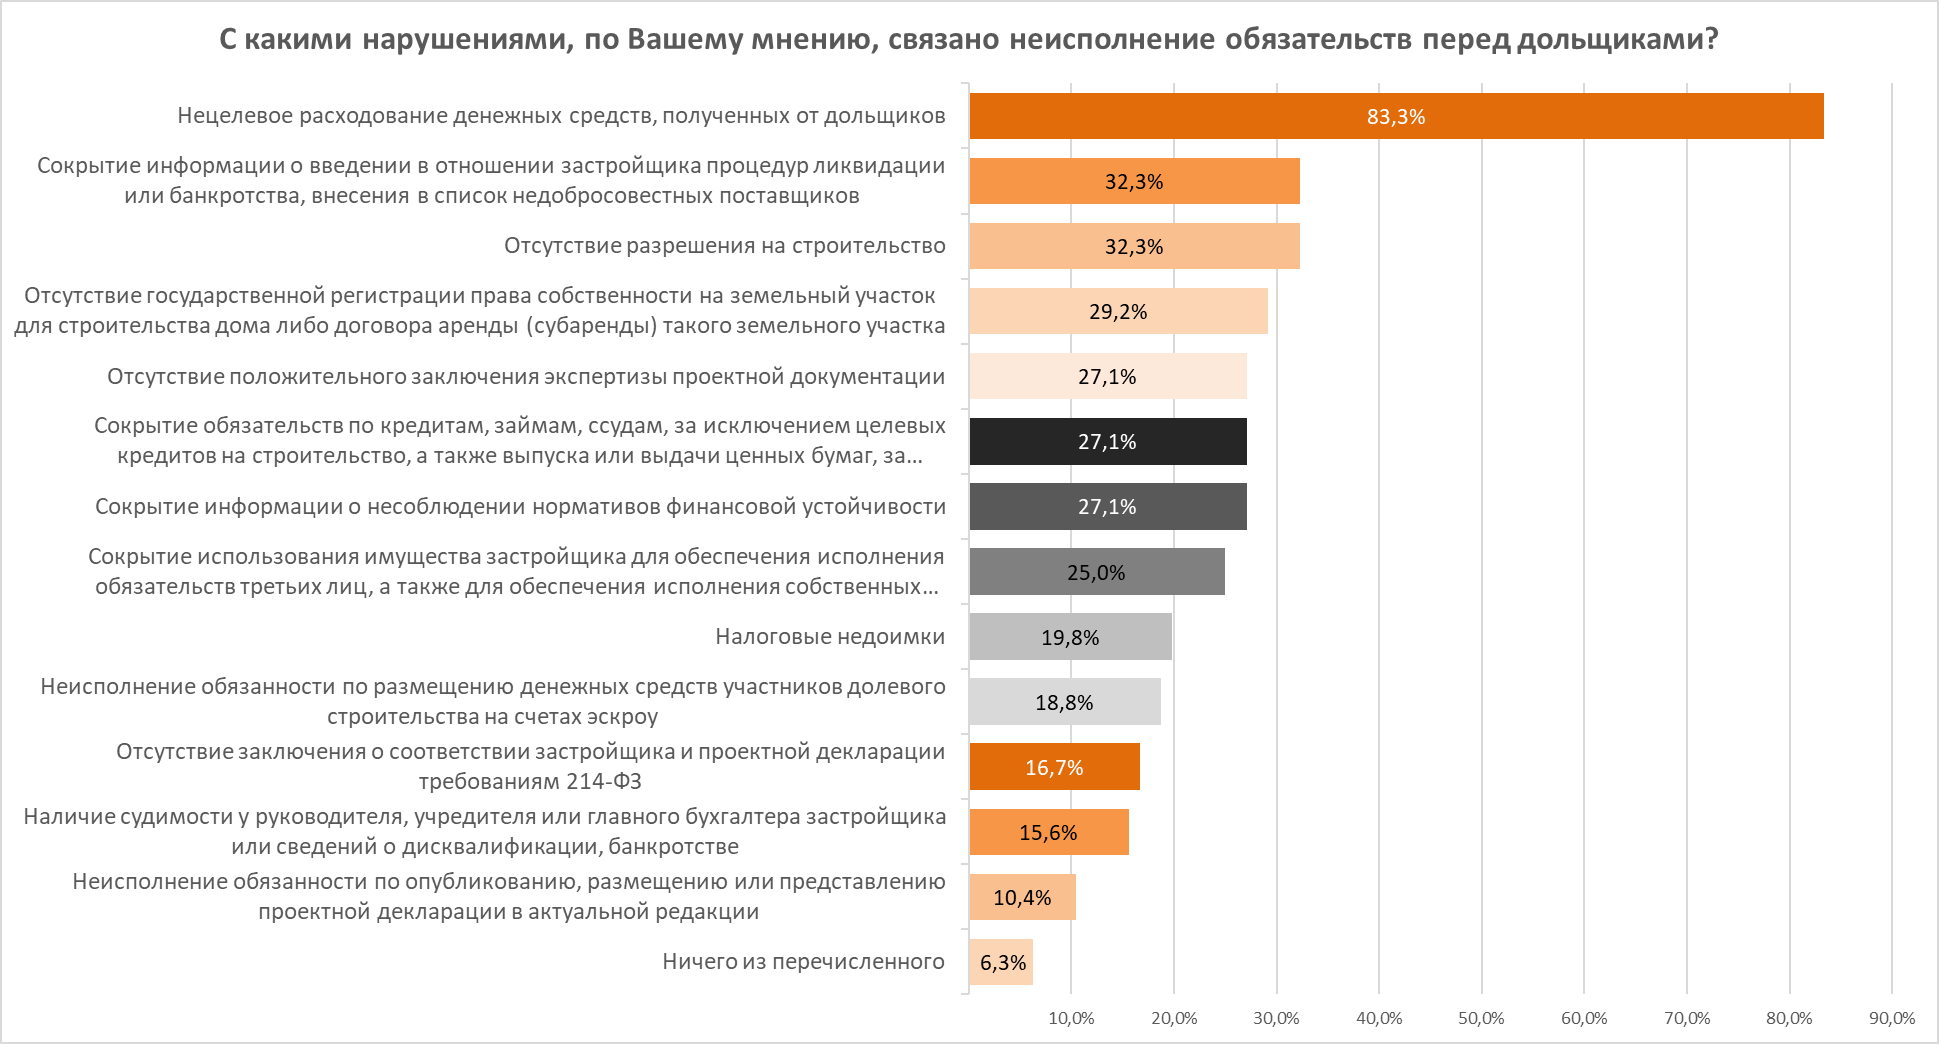 С какими нарушениями, по Вашему мнению, связано неисполнение обязательств перед дольщиками?
Нецелевое расходование денежных средств, полученных от дольщиков
83,3%
Сокрытие информации о введении в отношении застройщика процедур ликвидации
или банкротства, внесения в список недобросовестных поставщиков
32,3%
Отсутствие разрешения на строительство
32,3%
Отсутствие государственной регистрации права собственности на земельный участок
для строительства дома либо договора аренды (субаренды) такого земельного участка
29,2%
Отсутствие положительного заключения экспертизы проектной документации
27,1%
Сокрытие обязательств по кредитам, займам, ссудам, за исключением целевых
кредитов на строительство, а также выпуска или выдачи ценных бумаг, за...
27,1%
Сокрытие информации о несоблюдении нормативов финансовой устойчивости
27,1%
Сокрытие использования имущества застройщика для обеспечения исполнения
обязательств третьих лиц, а также для обеспечения исполнения собственных...
25,0%
Налоговые недоимки
19,8%
Неисполнение обязанности по размещению денежных средств участников долевого
строительства на счетах эскроу
18,8%
Отсутствие заключения о соответствии застройщика и проектной декларации
требованиям 214-ФЗ
16,7%
Наличие судимости у руководителя, учредителя или главного бухгалтера застройщика
или сведений о дисквалификации, банкротстве
15,6%
Неисполнение обязанности по опубликованию, размещению или представлению
проектной декларации в актуальной редакции
10,4%
Ничего из перечисленного
6,3%
10,0% 20,0% 30,0% 40,0% 50,0% 60,0% 70,0% 80,0% 90,0%